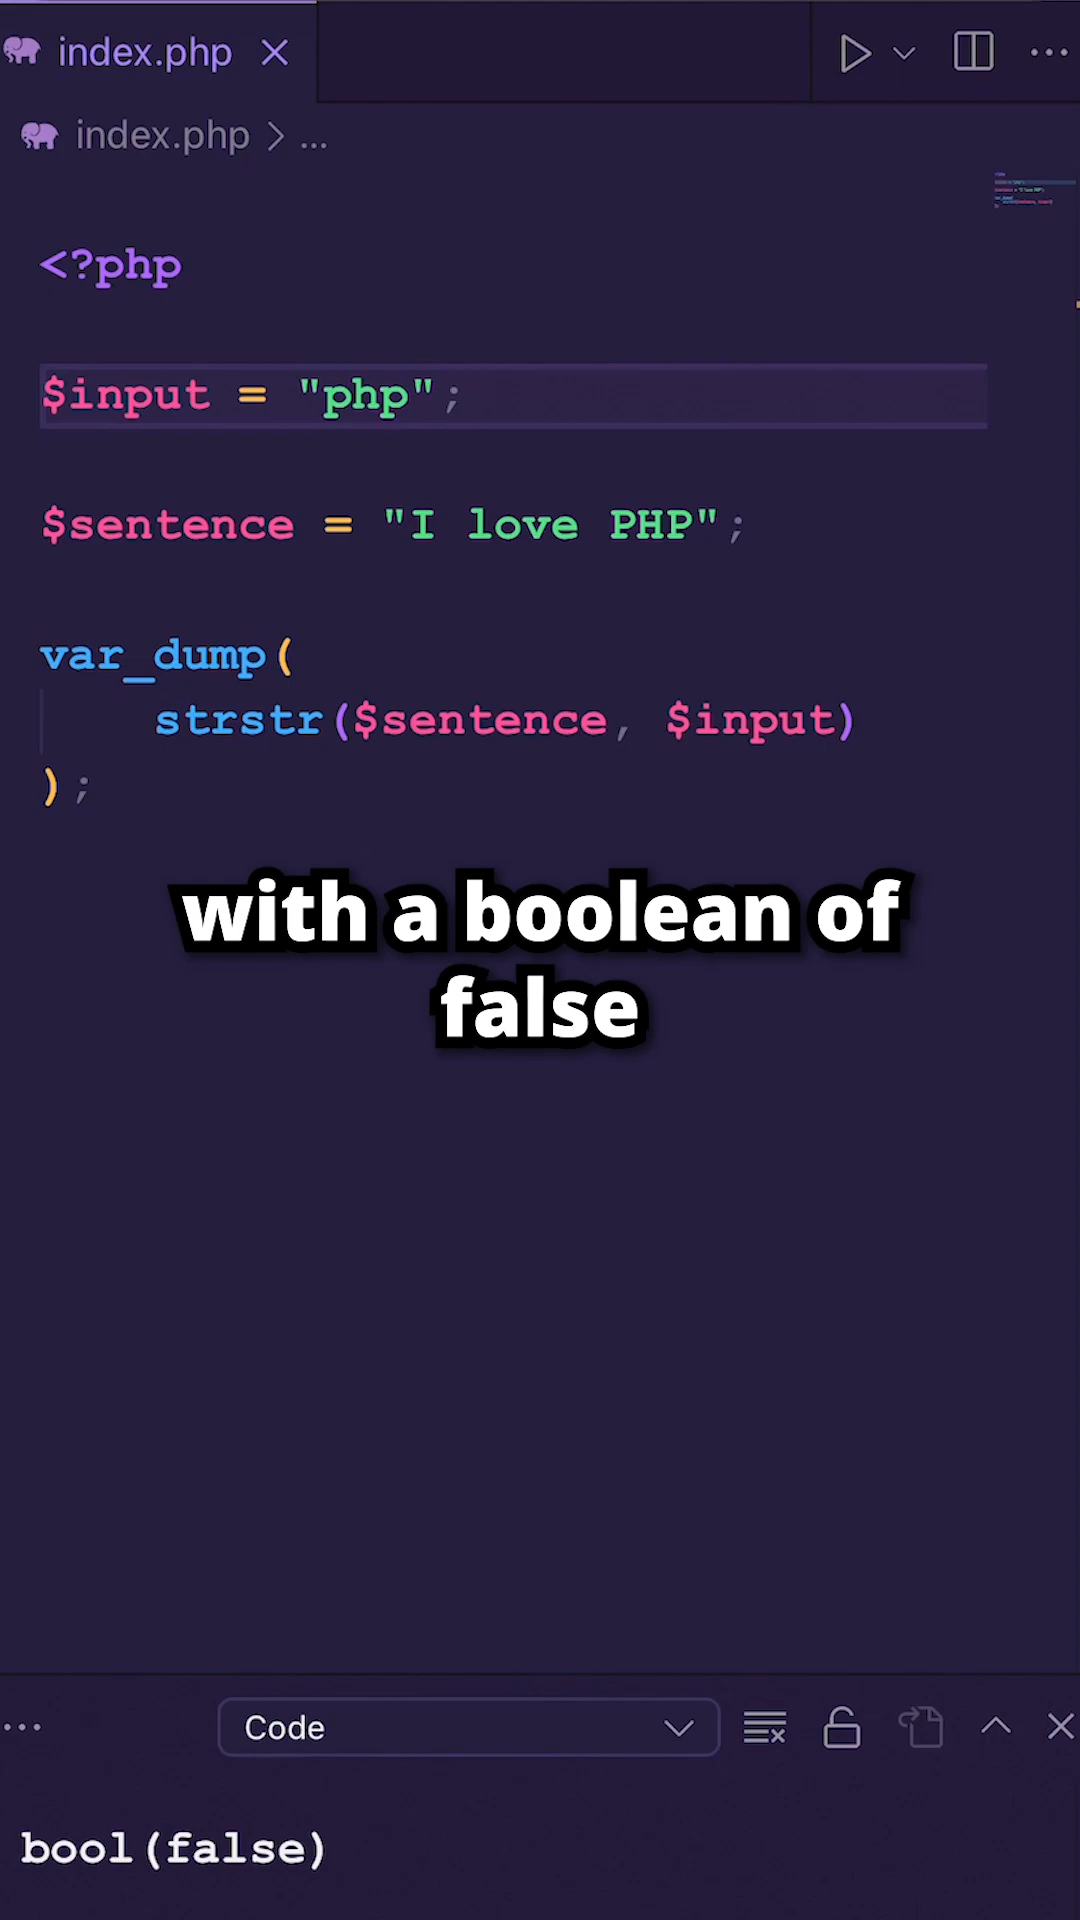 index.php
index.php > ...
<?php
$input = "php";
$sentence = "I love PHP";
var_dump(
strstr($sentence, $input)
);
with a boolean of
false
Code
bool(false)